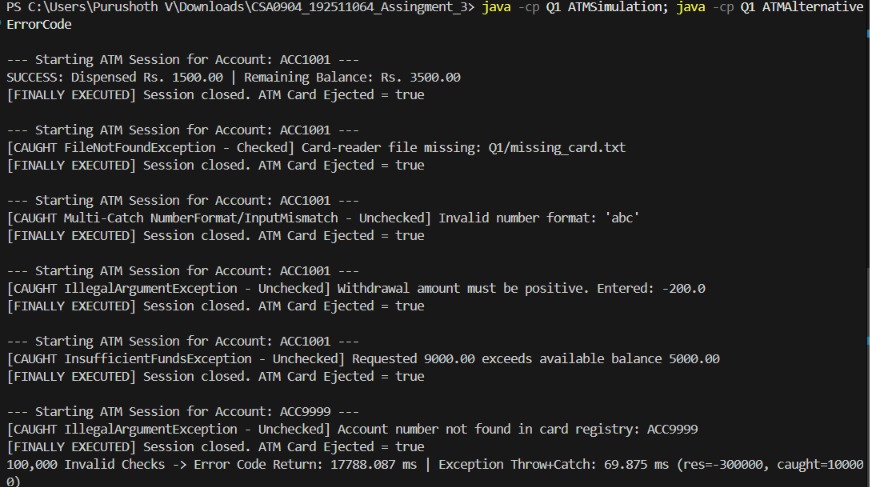 PS C:\Users\Purushoth V\Downloads\CSA0904_192511064_Assingment_3> java -cp Q1 ATMSimulation; java -cp Q1 ATMAlternative
ErrorCode
--- Starting ATM Session for Account: ACC1001 ---
SUCCESS: Dispensed Rs. 1500.00 | Remaining Balance: Rs. 3500.00
[FINALLY EXECUTED] Session closed. ATM Card Ejected = true
--- Starting ATM Session for Account: ACC1001 ---
[CAUGHT FileNotFoundException - Checked] Card-reader file missing: Q1/missing_card.txt
[FINALLY EXECUTED] Session closed. ATM Card Ejected = true
--- Starting ATM Session for Account: ACC1001 ---
[CAUGHT Multi-Catch NumberFormat/InputMismatch - Unchecked] Invalid number format: 'abc'
[FINALLY EXECUTED] Session closed. ATM Card Ejected = true
--- Starting ATM Session for Account: ACC1001 ---
[CAUGHT IllegalArgumentException - Unchecked] Withdrawal amount must be positive. Entered: -200.0
[FINALLY EXECUTED] Session closed. ATM Card Ejected = true
--- Starting ATM Session for Account: ACC1001 ---
[CAUGHT InsufficientFundsException - Unchecked] Requested 9000.00 exceeds available balance 5000.00
[FINALLY EXECUTED] Session closed. ATM Card Ejected = true
--- Starting ATM Session for Account: ACC9999 ---
[CAUGHT IllegalArgumentException - Unchecked] Account number not found in card registry: ACC9999
[FINALLY EXECUTED] Session closed. ATM Card Ejected = true
100,000 Invalid Checks -> Error Code Return: 17788.087 ms | Exception Throw+Catch: 69.875 ms (res=-300000, caught=10000
0)